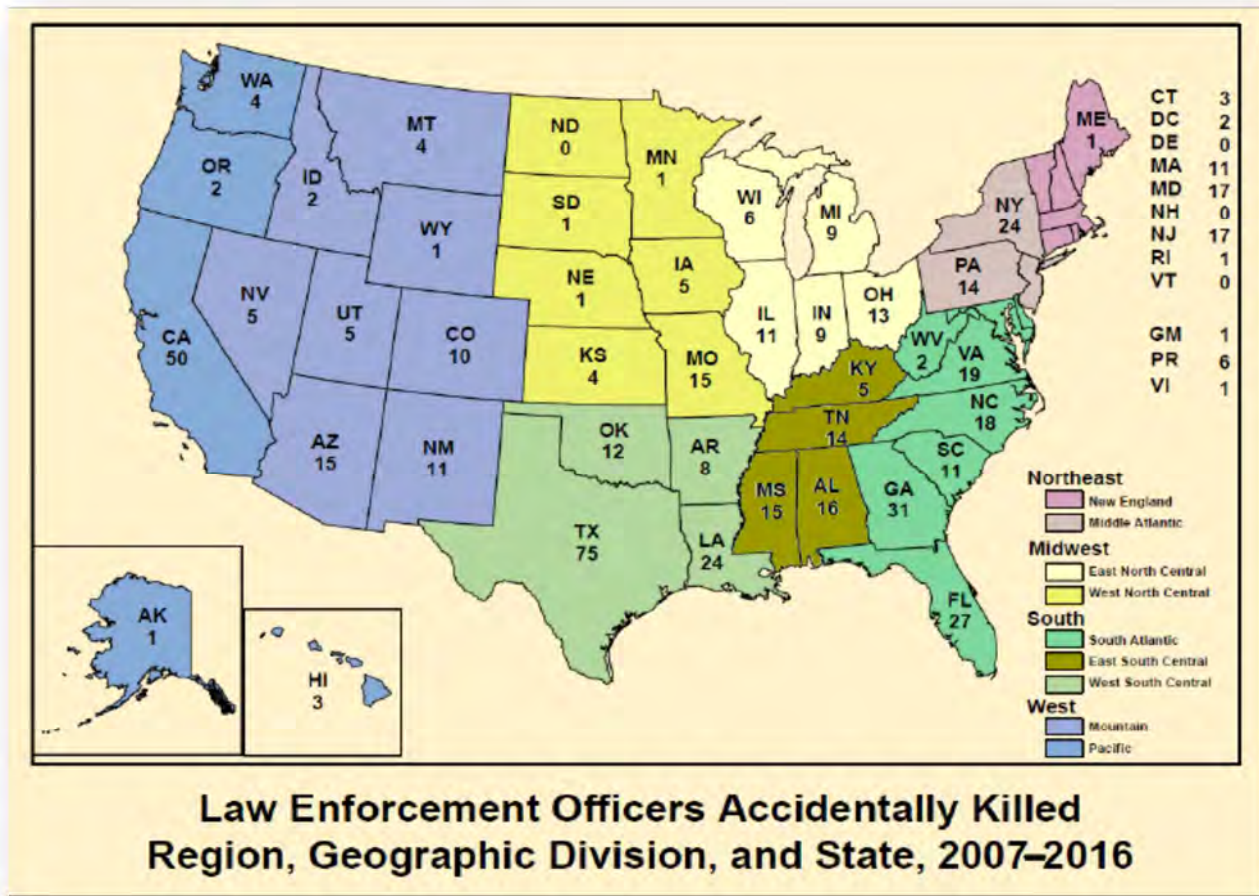 WA
4
MT
4
ND
0
MN
1
ME
1
OR
2
ID
2
WY
1
SD
1
WI
6
MI
9
NY
24
NV
5
UT
5
CO
10
NE
1
IA
5
PA
14
CA
50
KS
4
MO
15
IL
11
IN
9
OH
13
WV
2
VA
19
KY
5
NC
18
AZ
15
NM
11
OK
12
AR
8
TN
14
SC
11
MS
15
AL
16
GA
31
TX
75
LA
24
FL
27
AK
1
HI
3
CT 3
DC 2
DE 0
MA 11
MD 17
NH 0
NJ 17
RI 1
VT 0
GM 1
PR 6
VI 1
Northeast
New England
Middle Atlantic
Midwest
East North Central
West North Central
South
South Atlantic
East South Central
West South Central
West
Mountain
Pacific
Law Enforcement Officers Accidentally Killed
Region, Geographic Division, and State, 2007–2016